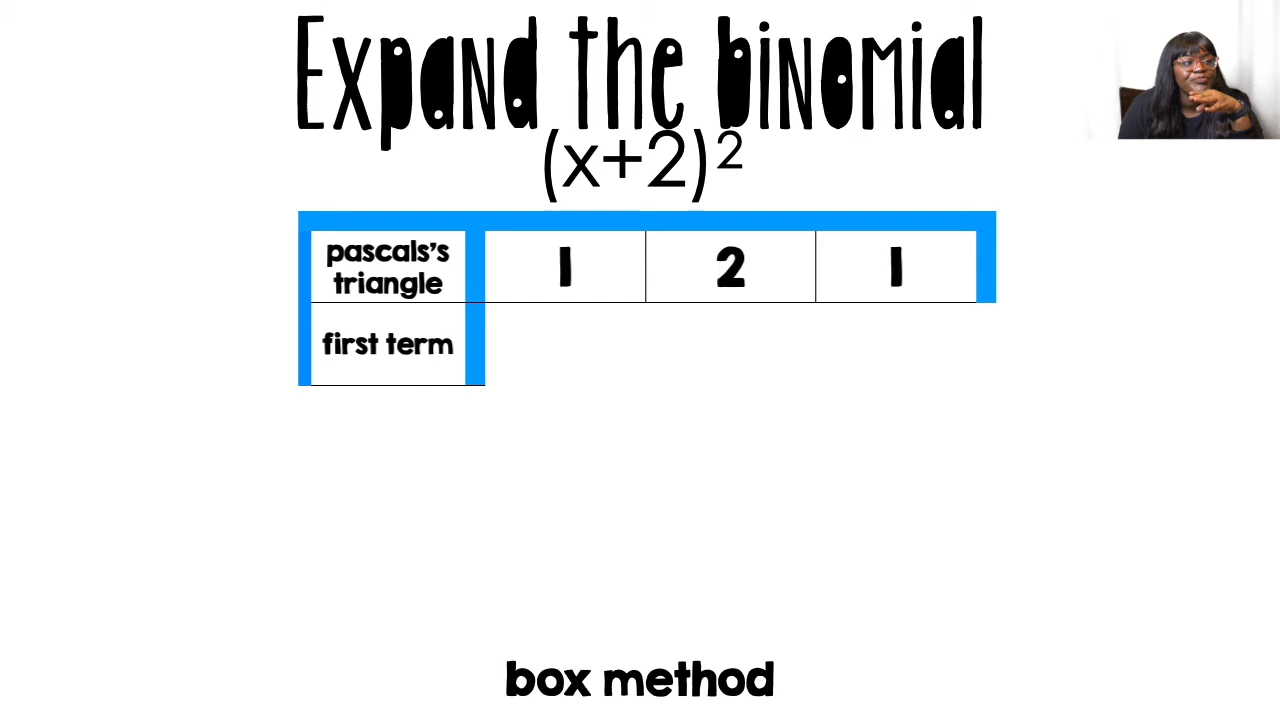 Expand the binomial
(x+2)²
pascals's
triangle
1 2 1
first term
box method